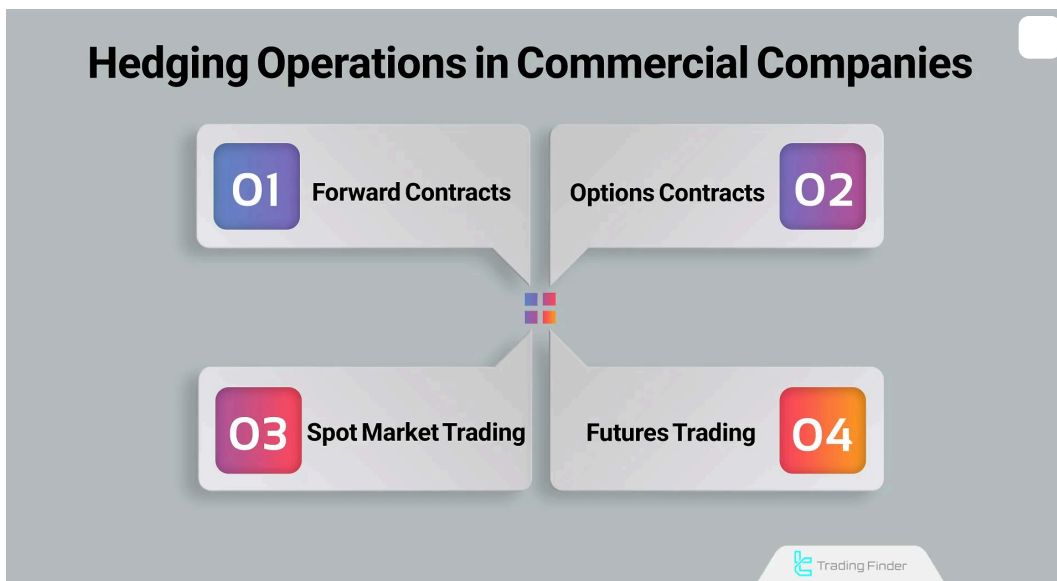 Hedging Operations in Commercial Companies
01 Forward Contracts
Options Contracts 02
03 Spot Market Trading
Futures Trading 04
Trading Finder